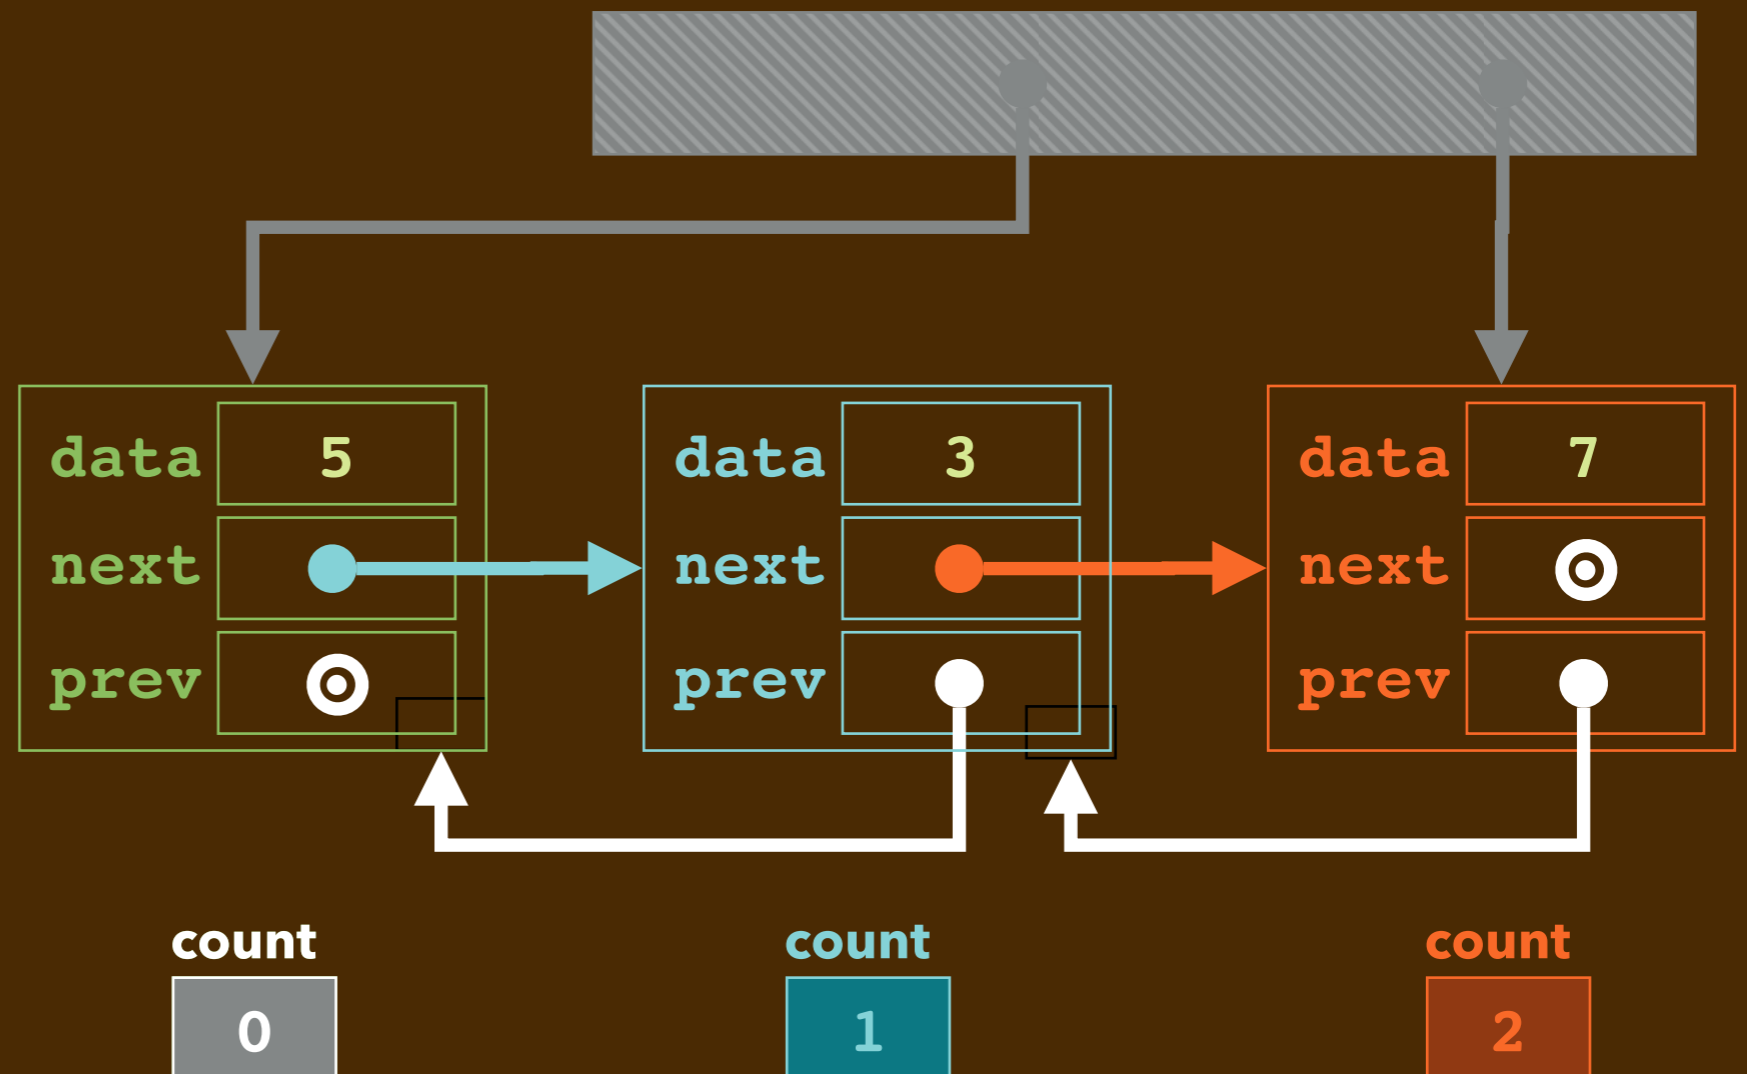 data 5 data 3 data 7
next next next
prev prev prev
count count count
0 1 2